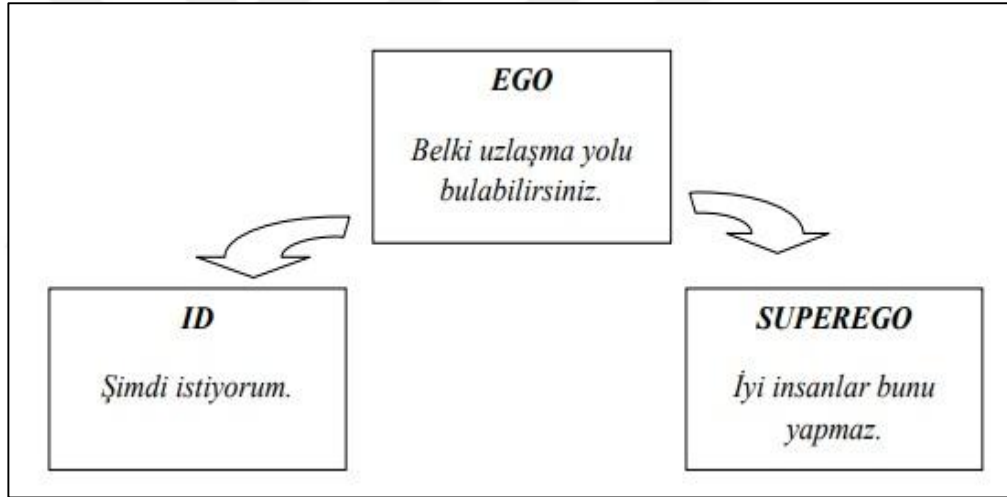 EGO
Belki uzlaşma yolu
bulabilirsiniz.
ID
Şimdi istiyorum.
SUPEREGO
İyi insanlar bunu
yapmaz.